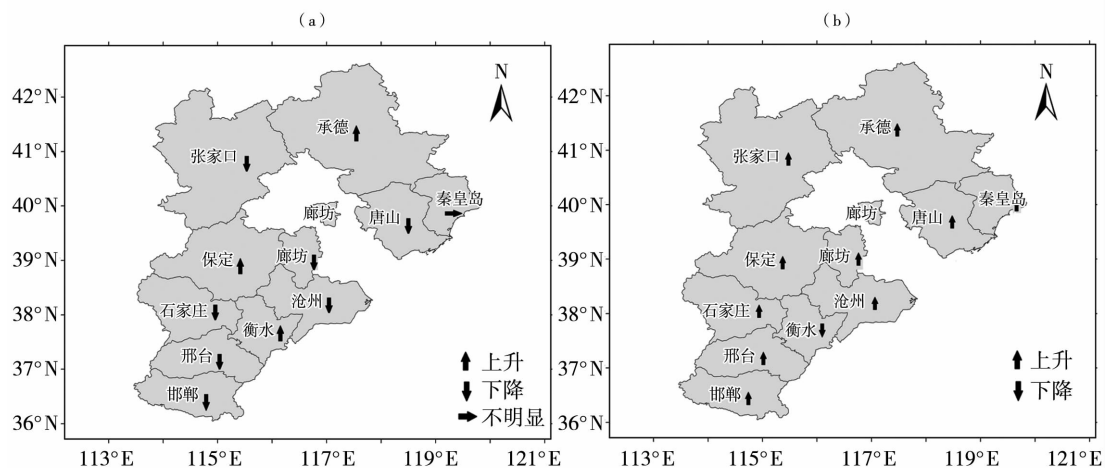 (a)
N
42°N
41°N
40°N
39°N
38°N
37°N
36°N
承德
张家口
秦皇岛
廊坊
唐山
保定
廊坊
沧州
石家庄
衡水
邢台
邯郸
上升
下降
不明显
113°E 115°E 117°E 119°E 121°E
(b)
N
42°N
41°N
40°N
39°N
38°N
37°N
36°N
承德
张家口
秦皇岛
廊坊
唐山
保定
廊坊
沧州
石家庄
衡水
邢台
邯郸
上升
下降
113°E 115°E 117°E 119°E 121°E